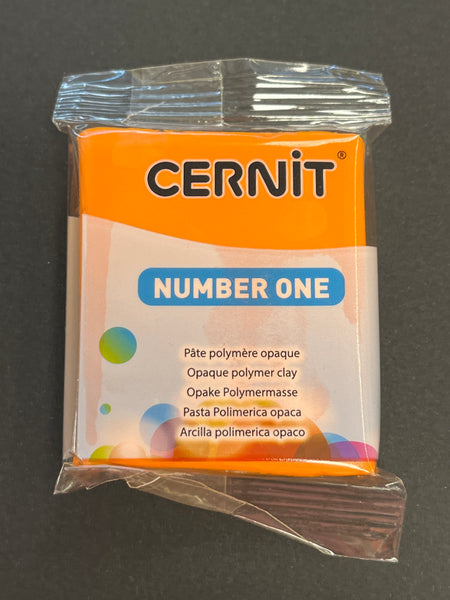 CERNiT®
NUMBER ONE
Pâte polymère opaque
Opaque polymer clay
Opake Polymermasse
Pasta Polimerica opaca
Arcilla polimerica opaco